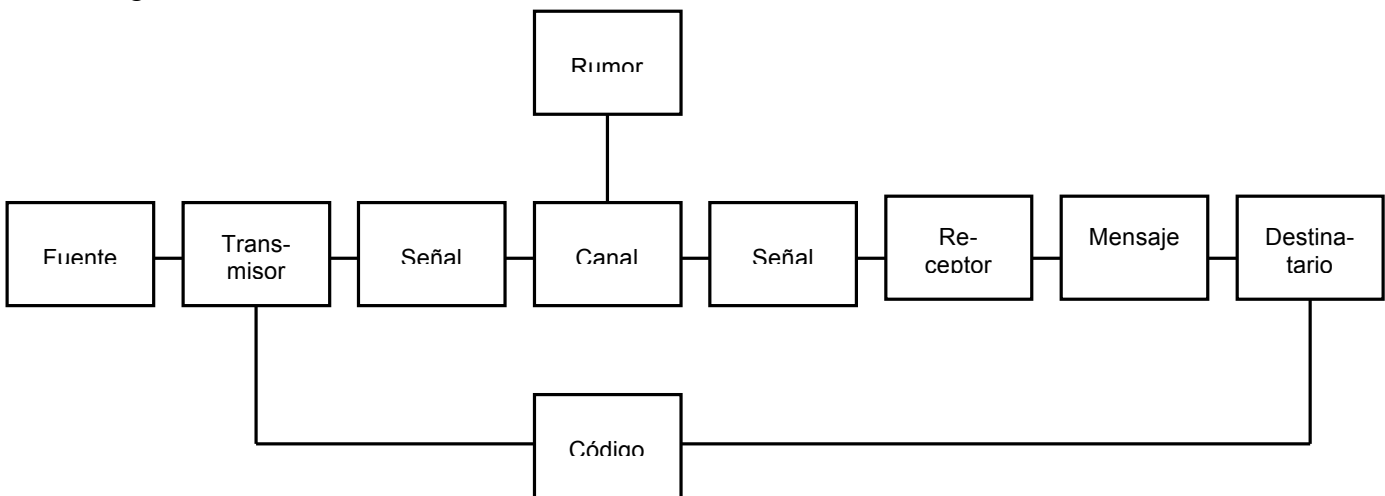 Rumor
Fuente
Trans-
misor
Señal
Canal
Señal
Re-
ceptor
Mensaje
Destina-
tario
Código